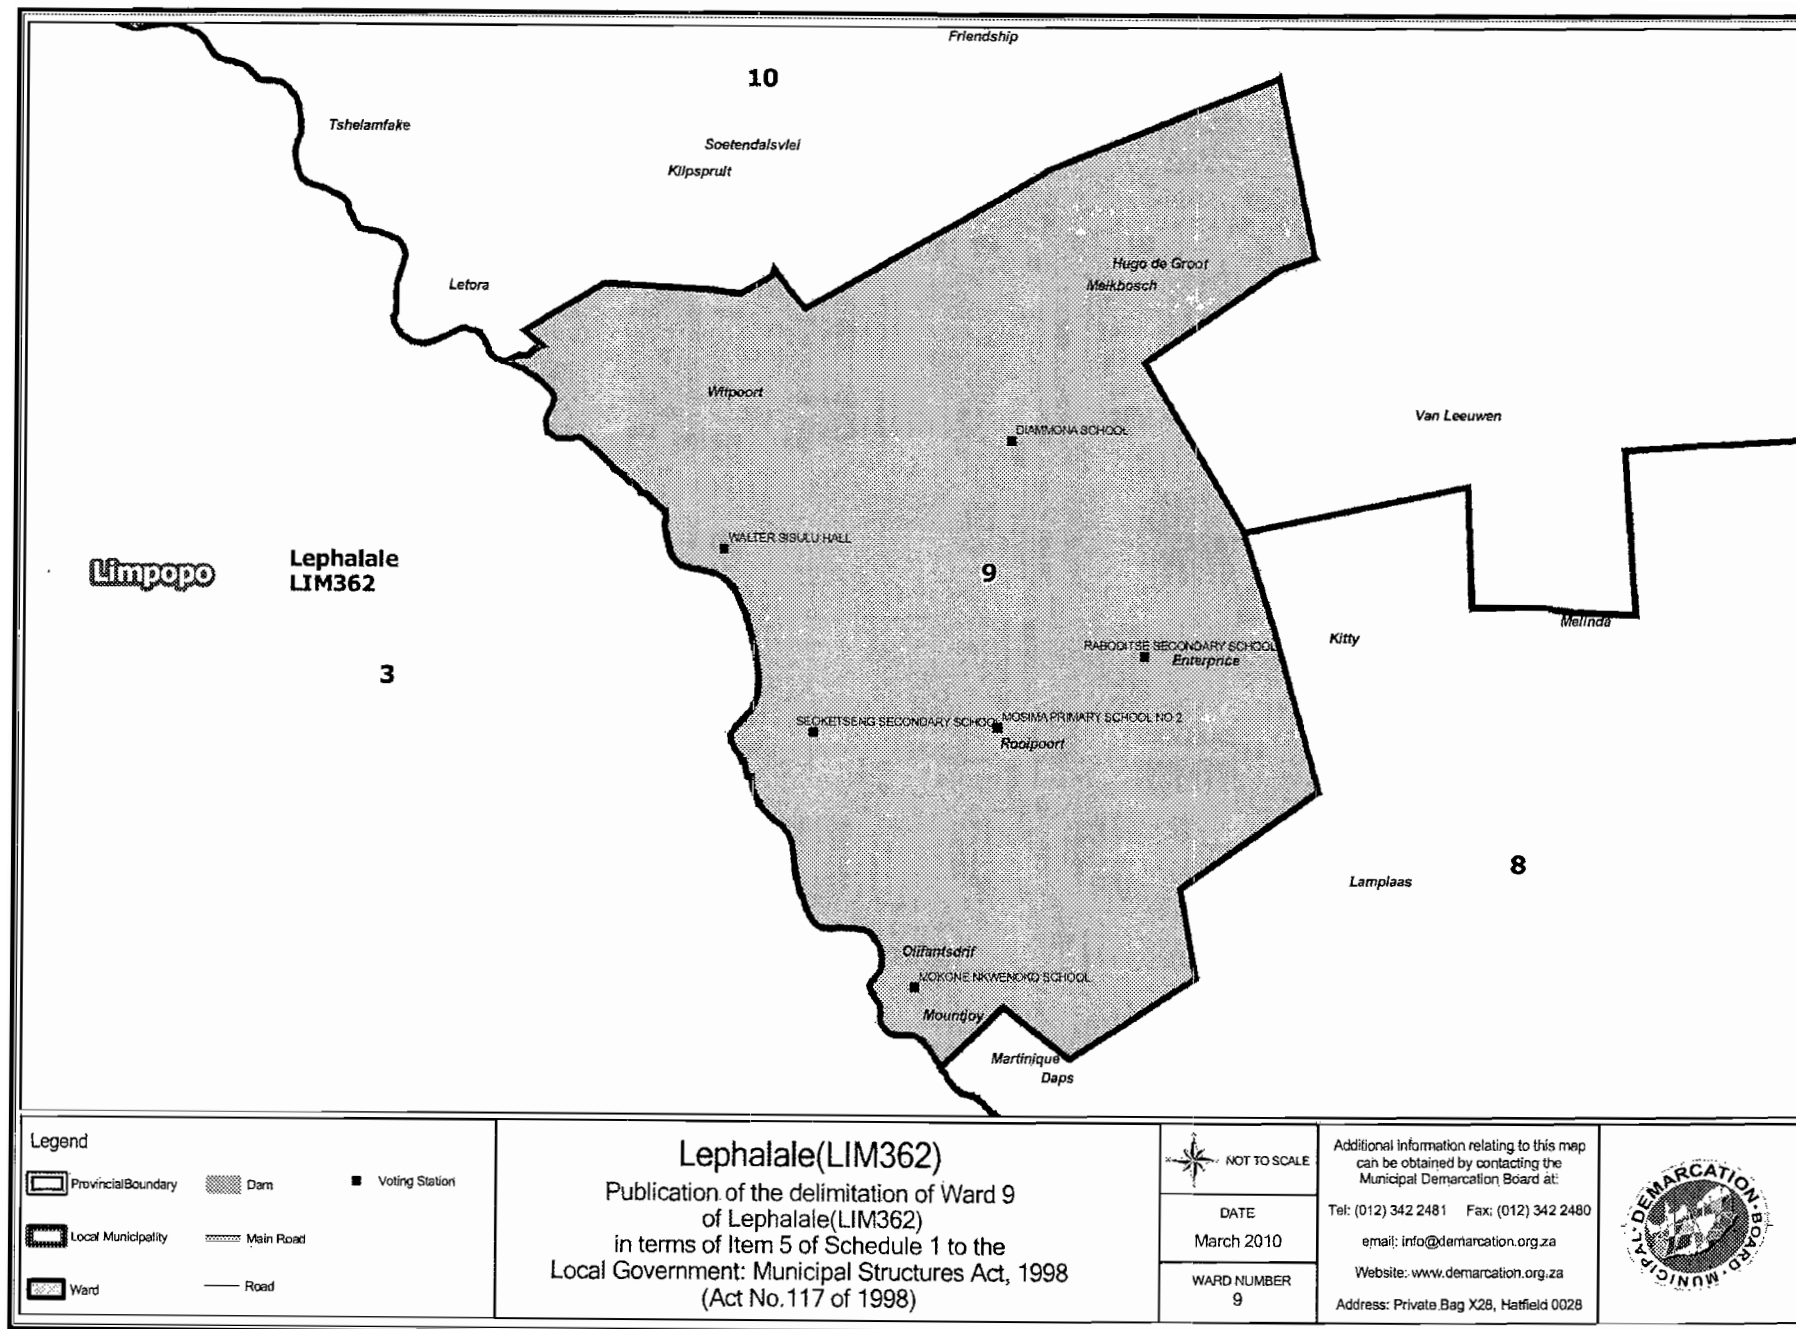 Friendship
10
Tshelamfake
Soetendalsvlei
Klipspruit
Letora
Hugo de Groot
Melkbosch
Witpoort
Van Leeuwen
DIAMMONA SCHOOL
WALTER SISULU HALL
Limpopo
Lephalale
LIM362
9
Melinda
Kitty
RABODITSE SECONDARY SCHOOL
Enterprice
3
SEOKETSENG SECONDARY SCHOOL
MOSIMA PRIMARY SCHOOL NO 2
Rooipoort
8
Lamplaas
Olifantsdrif
MOKONE NKWENOKO SCHOOL
Mountjoy
Martinique
Daps
Legend
ProvincialBoundary
Dam
Voting Station
Local Municipality
Main Road
Ward
Road
Lephalale(LIM362)
Publication of the delimitation of Ward 9
of Lephalale(LIM362)
in terms of Item 5 of Schedule 1 to the
Local Government: Municipal Structures Act, 1998
(Act No.117 of 1998)
NOT TO SCALE
DATE
March 2010
WARD NUMBER
9
Additional information relating to this map
can be obtained by contacting the
Municipal Demarcation Board at:
Tel: (012) 342 2481 Fax: (012) 342 2480
email: info@demarcation.org.za
Website: www.demarcation.org.za
Address: Private Bag X28, Hatfield 0028
MUNICIPAL · DEMARCATION · BOARD ·